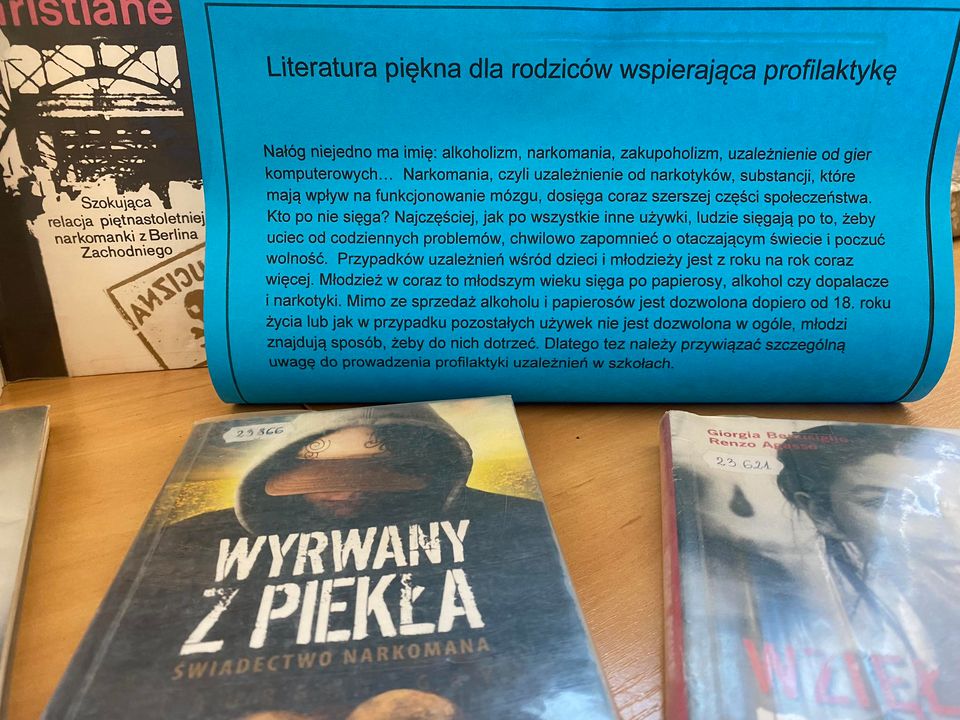 Szokująca
relacja piętnastoletniej
narkomanki z Berlina
Zachodniego
Literatura piękna dla rodziców wspierająca profilaktykę
Nałóg niejedno ma imię: alkoholizm, narkomania, zakupoholizm, uzależnienie od gier
komputerowych... Narkomania, czyli uzależnienie od narkotyków, substancji, które
mają wpływ na funkcjonowanie mózgu, dosięga coraz szerszej części społeczeństwa.
Kto po nie sięga? Najczęściej, jak po wszystkie inne używki, ludzie sięgają po to, żeby
uciec od codziennych problemów, chwilowo zapomnieć o otaczającym świecie i poczuć
wolność. Przypadków uzależnień wśród dzieci i młodzieży jest z roku na rok coraz
więcej. Młodzież w coraz to młodszym wieku sięga po papierosy, alkohol czy dopalacze
i narkotyki. Mimo ze sprzedaż alkoholu i papierosów jest dozwolona dopiero od 18. roku
życia lub jak w przypadku pozostałych używek nie jest dozwolona w ogóle, młodzi
znajdują sposób, żeby do nich dotrzeć. Dlatego tez należy przywiązać szczególną
uwagę do prowadzenia profilaktyki uzależnień w szkołach.
23 366
WYRWANY
Z PIEKŁA
ŚWIADECTWO NARKOMANA
Giorgia
Renzo
23 621